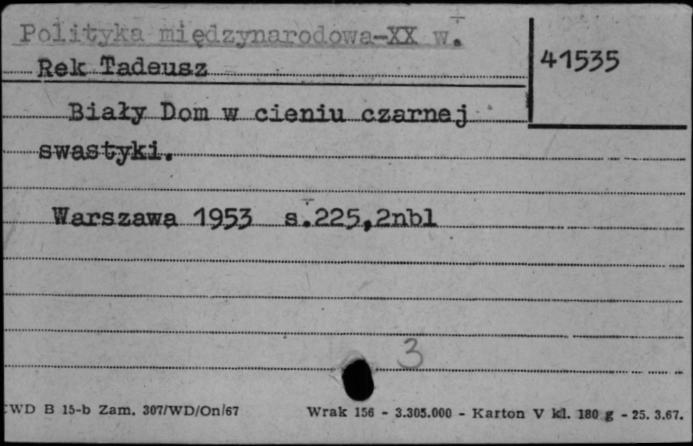 Polityka międzynarodowa-XX w.
41535
Rek Tadeusz
Biały Dom w cieniu czarnej
swastyki.
Warszawa 1953 s.225,2nbl
3
WD B 15-b Zam. 307/WD/On/67
Wrak 156 - 3.305.000 - Karton V kl. 180 g - 25. 3.67.